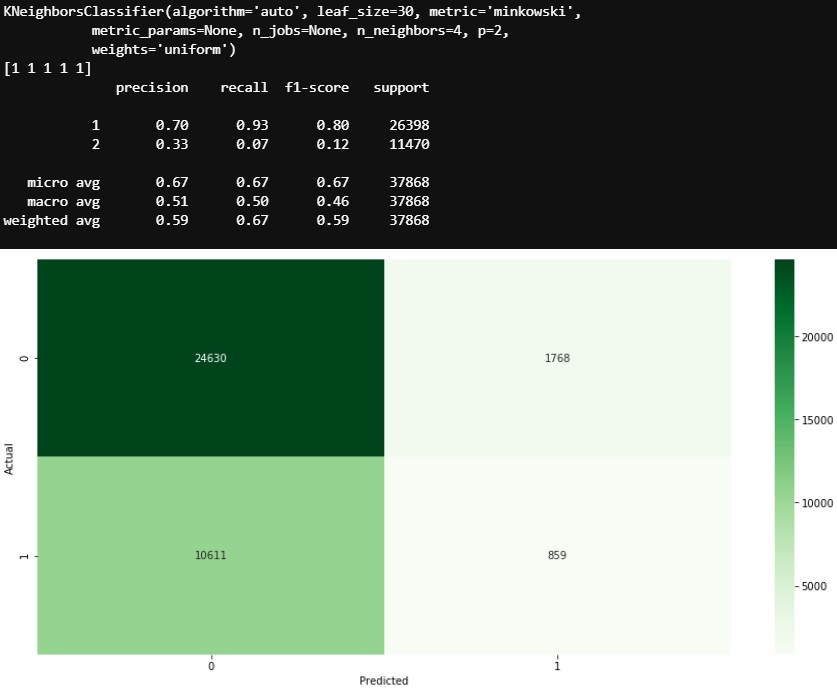 KNeighborsClassifier(algorithm='auto', leaf_size=30, metric='minkowski',
metric_params=None, n_jobs=None, n_neighbors=4, p=2,
weights='uniform')
[1 1 1 1 1]
precision recall f1-score support
1 0.70 0.93 0.80 26398
2 0.33 0.07 0.12 11470
micro avg 0.67 0.67 0.67 37868
macro avg 0.51 0.50 0.46 37868
weighted avg 0.59 0.67 0.59 37868
24630 1768
10611 859
0
1
Actual
0 1
Predicted
20000
15000
10000
5000